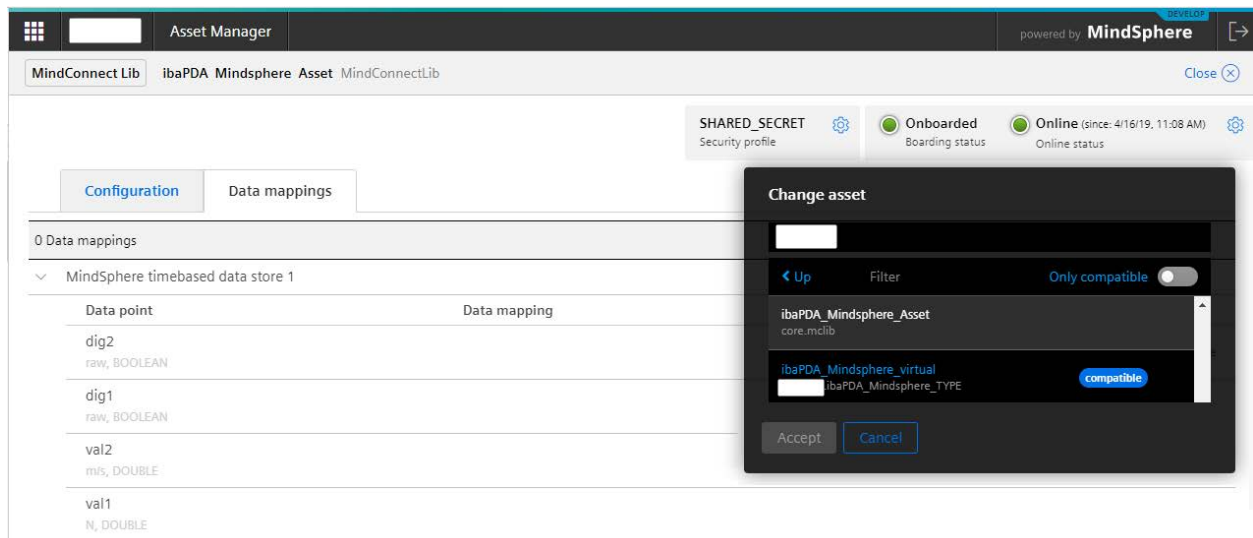 DEVELOP
Asset Manager
powered by MindSphere
MindConnect Lib ibaPDA_Mindsphere_Asset MindConnectLib Close
SHARED_SECRET
Security profile
Onboarded
Boarding status
Online (since: 4/16/19, 11:08 AM)
Online status
Configuration Data mappings
0 Data mappings
MindSphere timebased data store 1
Data point Data mapping
dig2
raw, BOOLEAN
dig1
raw, BOOLEAN
val2
m/s, DOUBLE
val1
N, DOUBLE
Change asset
Up Filter Only compatible
ibaPDA_Mindsphere_Asset
core.mclib
ibaPDA_Mindsphere_virtual
.ibaPDA_Mindsphere_TYPE
compatible
Accept Cancel